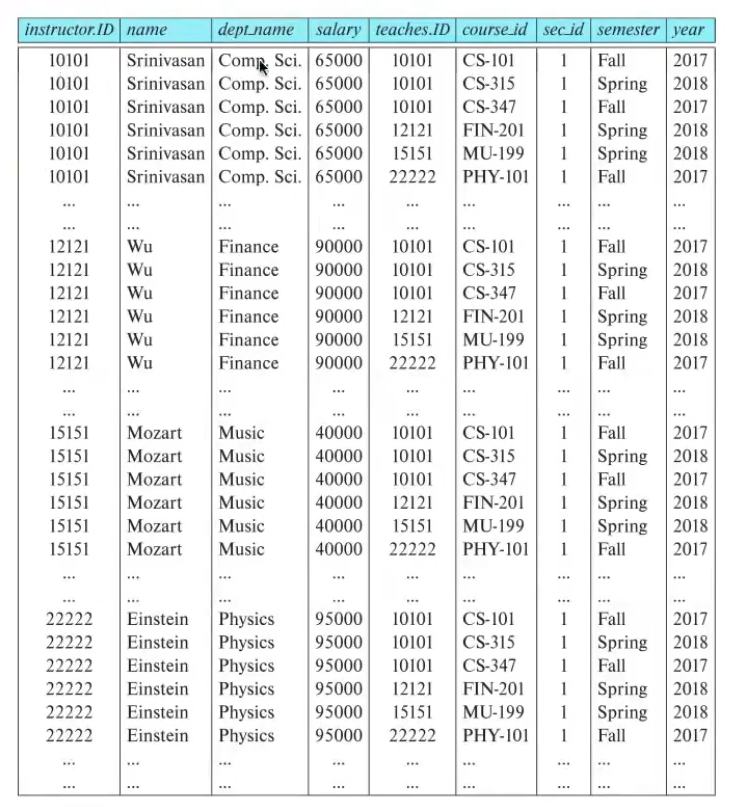 instructor.ID name dept_name salary teaches.ID course_id sec_id semester year
10101 Srinivasan Comp. Sci. 65000 10101 CS-101 1 Fall 2017
10101 Srinivasan Comp. Sci. 65000 10101 CS-315 1 Spring 2018
10101 Srinivasan Comp. Sci. 65000 10101 CS-347 1 Fall 2017
10101 Srinivasan Comp. Sci. 65000 12121 FIN-201 1 Spring 2018
10101 Srinivasan Comp. Sci. 65000 15151 MU-199 1 Spring 2018
10101 Srinivasan Comp. Sci. 65000 22222 PHY-101 1 Fall 2017
... ... ... ... ... ... ... ... ...
... ... ... ... ... ... ... ... ...
12121 Wu Finance 90000 10101 CS-101 1 Fall 2017
12121 Wu Finance 90000 10101 CS-315 1 Spring 2018
12121 Wu Finance 90000 10101 CS-347 1 Fall 2017
12121 Wu Finance 90000 12121 FIN-201 1 Spring 2018
12121 Wu Finance 90000 15151 MU-199 1 Spring 2018
12121 Wu Finance 90000 22222 PHY-101 1 Fall 2017
... ... ... ... ... ... ... ... ...
... ... ... ... ... ... ... ... ...
15151 Mozart Music 40000 10101 CS-101 1 Fall 2017
15151 Mozart Music 40000 10101 CS-315 1 Spring 2018
15151 Mozart Music 40000 10101 CS-347 1 Fall 2017
15151 Mozart Music 40000 12121 FIN-201 1 Spring 2018
15151 Mozart Music 40000 15151 MU-199 1 Spring 2018
15151 Mozart Music 40000 22222 PHY-101 1 Fall 2017
... ... ... ... ... ... ... ... ...
... ... ... ... ... ... ... ... ...
22222 Einstein Physics 95000 10101 CS-101 1 Fall 2017
22222 Einstein Physics 95000 10101 CS-315 1 Spring 2018
22222 Einstein Physics 95000 10101 CS-347 1 Fall 2017
22222 Einstein Physics 95000 12121 FIN-201 1 Spring 2018
22222 Einstein Physics 95000 15151 MU-199 1 Spring 2018
22222 Einstein Physics 95000 22222 PHY-101 1 Fall 2017
... ... ... ... ... ... ... ... ...
... ... ... ... ... ... ... ... ...